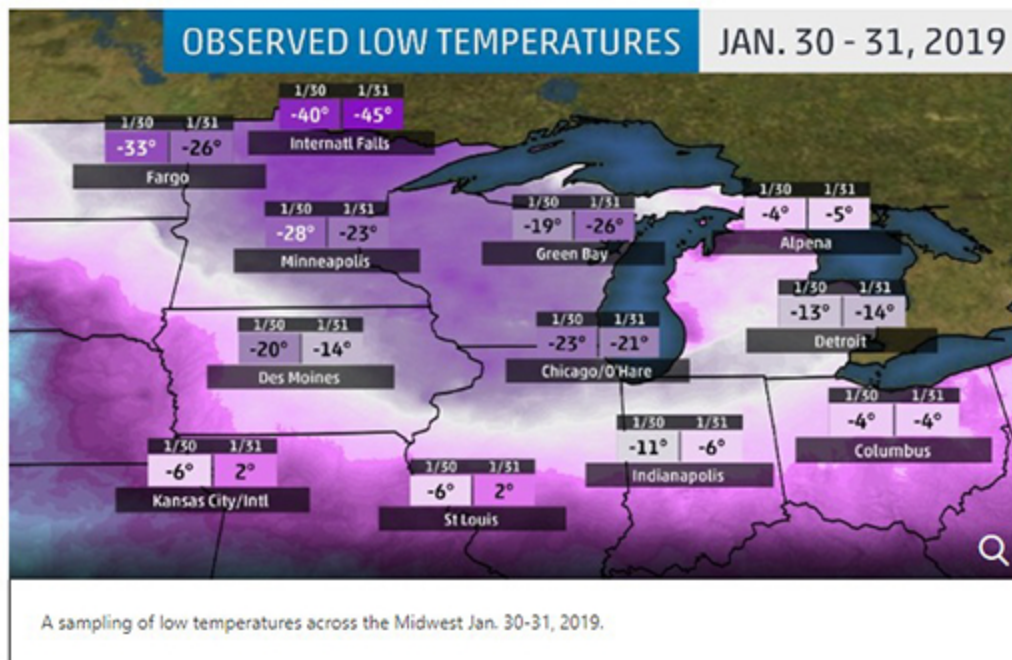 OBSERVED LOW TEMPERATURES JAN. 30 - 31, 2019
1/30 1/31
-40° -45°
Internatl Falls
1/30 1/31
-33° -26°
Fargo
1/30 1/31
-28° -23°
Minneapolis
1/30 1/31
-19° -26°
Green Bay
1/30 1/31
-4° -5°
Alpena
1/30 1/31
-13° -14°
Detroit
1/30 1/31
-20° -14°
Des Moines
1/30 1/31
-23° -21°
Chicago/O'Hare
1/30 1/31
-4° -4°
Columbus
1/30 1/31
-11° -6°
Indianapolis
1/30 1/31
-6° 2°
Kansas City/Intl
1/30 1/31
-6° 2°
St Louis
A sampling of low temperatures across the Midwest Jan. 30-31, 2019.